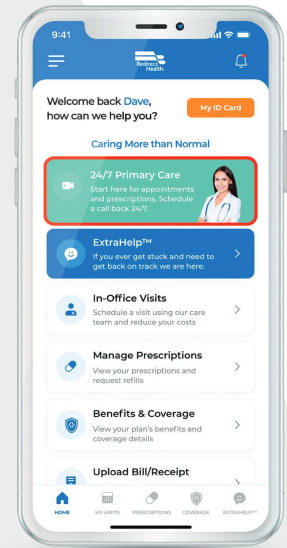 9:41
Redirect
Health.
Welcome back Dave,
how can we help you?
My ID Card
Caring More than Normal
24/7 Primary Care
Start here for appointments
and prescriptions. Schedule
a call back 24/7.
ExtraHelp™
If you ever get stuck and need to
get back on track we are here.
In-Office Visits
Schedule a visit using our care
team and reduce your costs
Manage Prescriptions
View your prescriptions and
request refills
Benefits & Coverage
View your plan's benefits and
coverage details
Upload Bill/Receipt
HOME
MY APPTS
PRESCRIPTIONS
COVERAGE
EXTRAHELP™